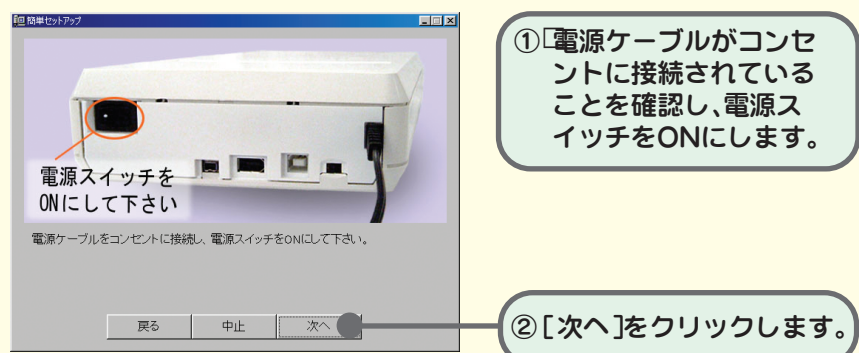 簡単セットアップ
電源スイッチを
ONにして下さい
電源ケーブルをコンセントに接続し、電源スイッチをONにして下さい。
戻る
中止
次へ
①電源ケーブルがコンセ
ントに接続されている
ことを確認し、電源ス
イッチをONにします。
②[次へ]をクリックします。